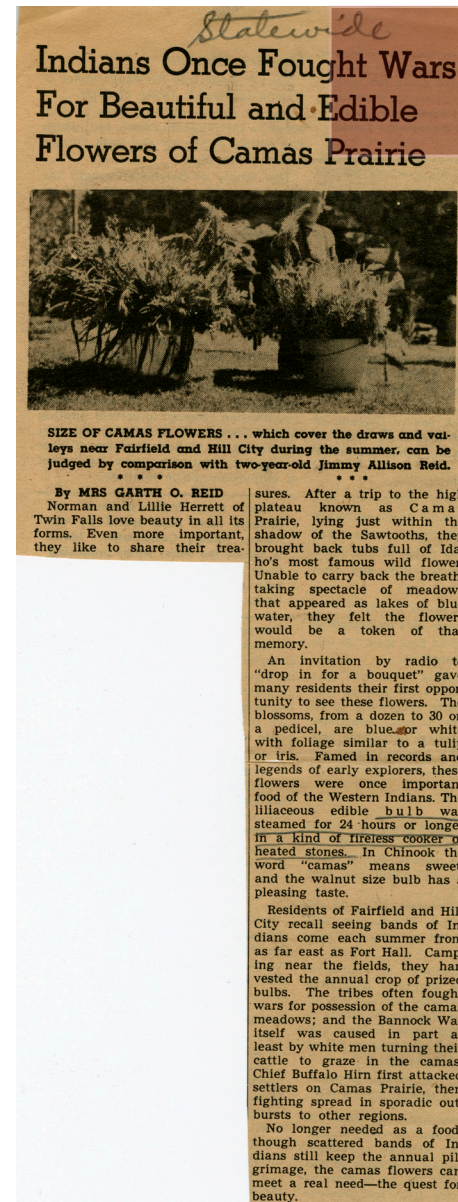 Statewide
Indians Once Fought Wars
For Beautiful and Edible
Flowers of Camas Prairie
SIZE OF CAMAS FLOWERS . . . which cover the draws and val-
leys near Fairfield and Hill City during the summer, can be
judged by comparison with two-year-old Jimmy Allison Reid.
* * *
* * *
By MRS GARTH O. REID
Norman and Lillie Herrett of
Twin Falls love beauty in all its
forms. Even more important,
they like to share their trea-
sures. After a trip to the hig
plateau known as Cama
Prairie, lying just within th
shadow of the Sawtooths, the
brought back tubs full of Ida
ho's most famous wild flower
Unable to carry back the breath
taking spectacle of meadow
that appeared as lakes of blu
water, they felt the flower
would be a token of tha
memory.
An invitation by radio t
"drop in for a bouquet" gav
many residents their first oppor
tunity to see these flowers. Th
blossoms, from a dozen to 30 o
a pedicel, are blue or whit
with foliage similar to a tuli
or iris. Famed in records and
legends of early explorers, thes
flowers were once importan
food of the Western Indians. Th
liliaceous edible bulb wa
steamed for 24 hours or longe
in a kind of fireless cooker o
heated stones. In Chinook th
word "camas" means sweet
and the walnut size bulb has
pleasing taste.
Residents of Fairfield and Hil
City recall seeing bands of In
dians come each summer from
as far east as Fort Hall. Camp
ing near the fields, they har
vested the annual crop of prized
bulbs. The tribes often fough
wars for possession of the cama
meadows; and the Bannock Wa
itself was caused in part a
least by white men turning thei
cattle to graze in the camas
Chief Buffalo Hirn first attacked
settlers on Camas Prairie, then
fighting spread in sporadic out
bursts to other regions.
No longer needed as a food
though scattered bands of In
dians still keep the annual pil
grimage, the camas flowers can
meet a real need—the quest for
beauty.